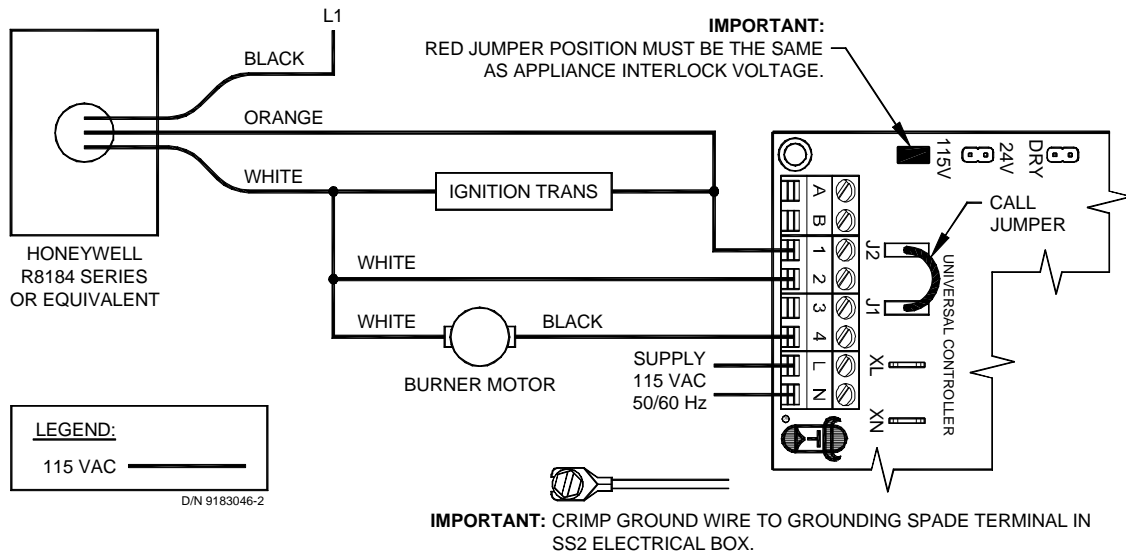 L1
BLACK
ORANGE
WHITE
IGNITION TRANS
HONEYWELL
R8184 SERIES
OR EQUIVALENT
WHITE
WHITE
BLACK
BURNER MOTOR
SUPPLY
115 VAC
50/60 Hz
IMPORTANT:
RED JUMPER POSITION MUST BE THE SAME
AS APPLIANCE INTERLOCK VOLTAGE.
115V
24V
DRY
CALL
JUMPER
A
B
1
2
3
4
L
N
J2
J1
XL
XN
UNIVERSAL CONTROLLER
T
LEGEND:
115 VAC
D/N 9183046-2
IMPORTANT: CRIMP GROUND WIRE TO GROUNDING SPADE TERMINAL IN
SS2 ELECTRICAL BOX.